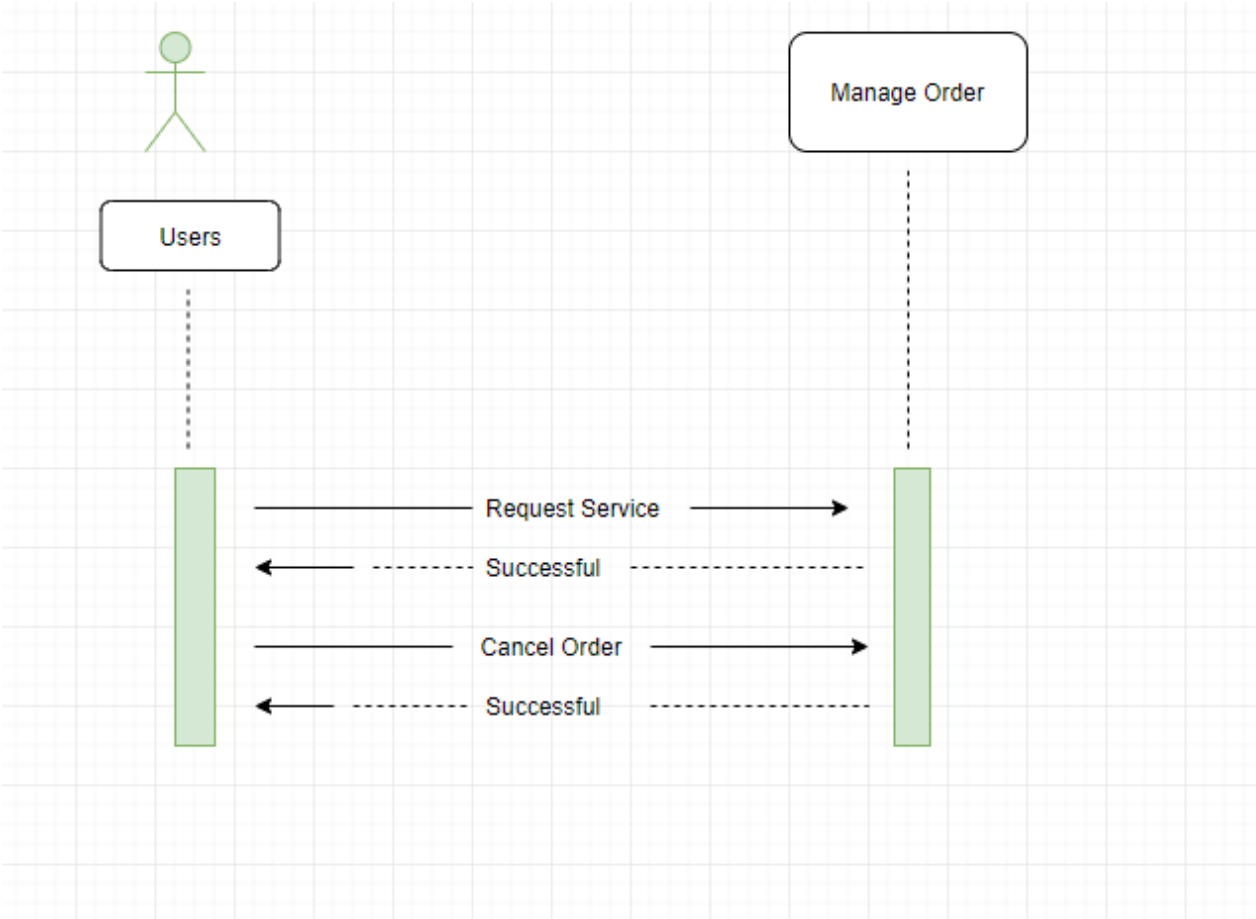 Manage Order
Users
Request Service
Successful
Cancel Order
Successful